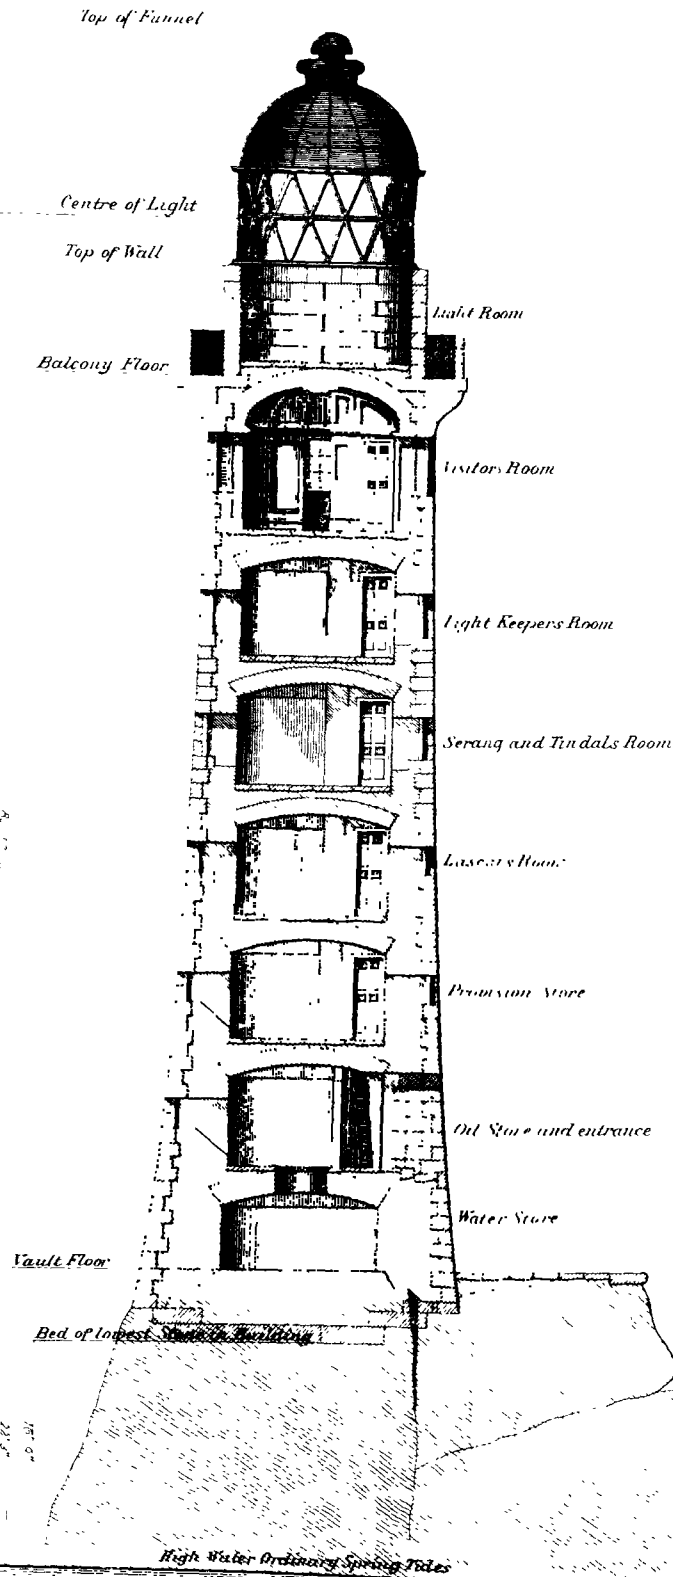 Top of Funnel
Centre of Light
Top of Wall
Light Room
Balcony Floor
Visitors Room
Light Keepers Room
Serang and Tindals Room
Lascars Room
Provision Store
Oil Store and entrance
Water Store
Vault Floor
Bed of lowest Stone in Building
High Water Ordinary Spring Tides